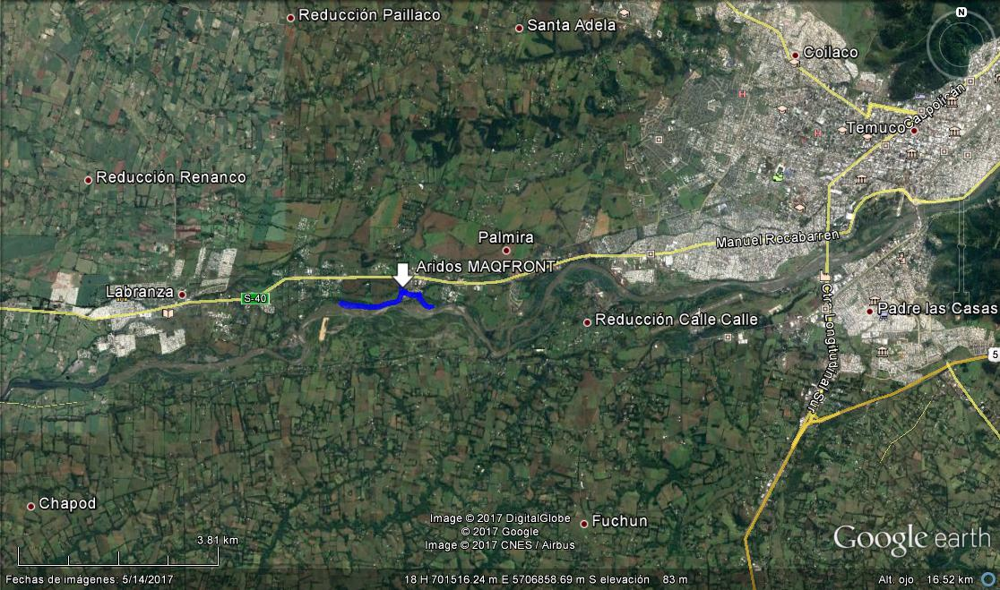 Reducción Paillaco
Santa Adela
N
Coilaco
H
Caupolicán
Temuco
H
Reducción Renanco
Palmira
Manuel Recabarren
Aridos MAQFRONT
Labranza
S-40
Reducción Calle Calle
Padre las Casas
Ctra Longitudinal Sur
5
Chapod
Fuchun
Image © 2017 DigitalGlobe
© 2017 Google
Image © 2017 CNES / Airbus
Google earth
3.81 km
Fechas de imágenes: 5/14/2017
18 H 701516.24 m E 5706858.69 m S elevación 83 m
Alt. ojo 16.52 km